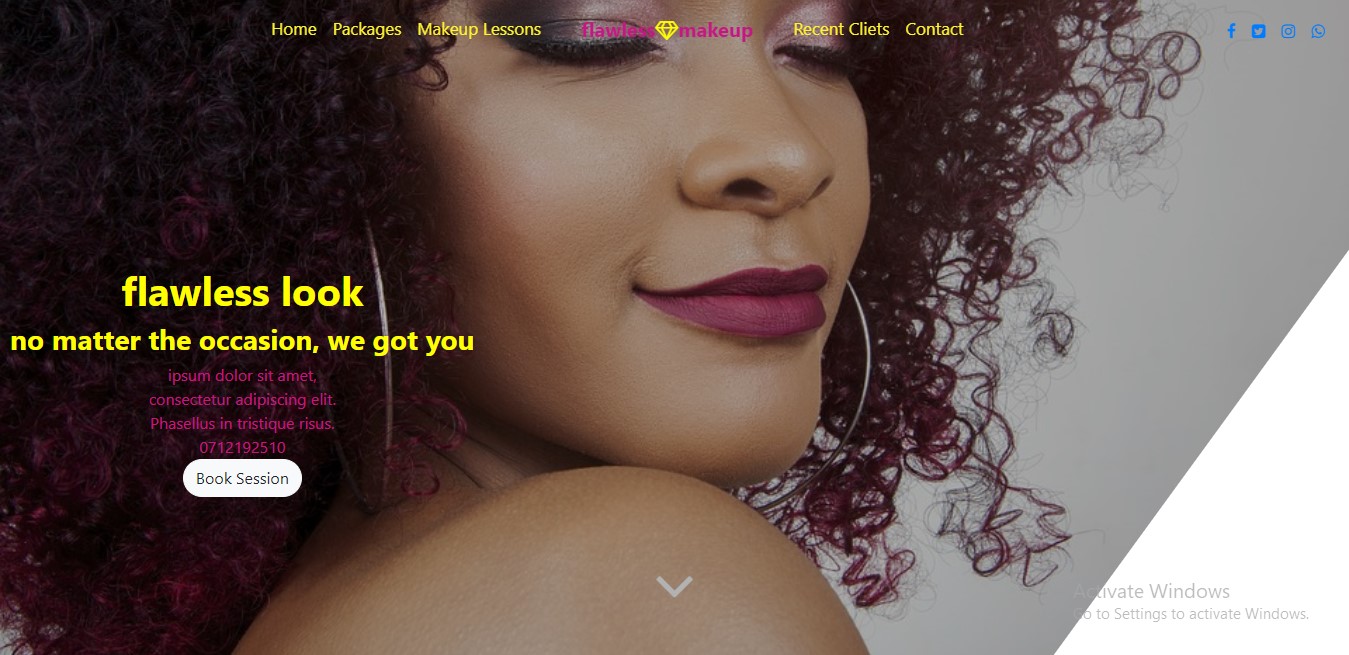 Home Packages Makeup Lessons flawless makeup Recent Cliets Contact
flawless look
no matter the occasion, we got you
ipsum dolor sit amet,
consectetur adipiscing elit.
Phasellus in tristique risus.
0712192510
Book Session
Activate Windows
Go to Settings to activate Windows.